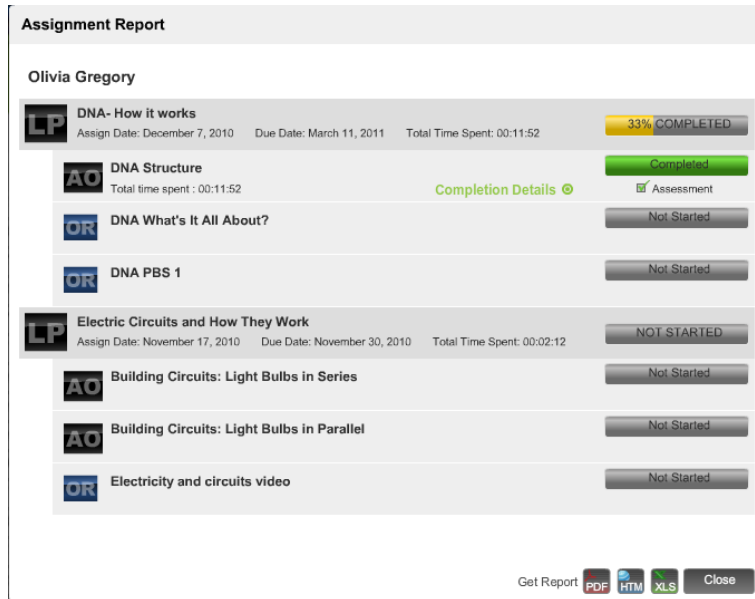 Assignment Report
Olivia Gregory
LP DNA- How it works 33% COMPLETED
Assign Date: December 7, 2010 Due Date: March 11, 2011 Total Time Spent: 00:11:52
AO DNA Structure Completed
Total time spent : 00:11:52 Completion Details Assessment
OR DNA What's It All About? Not Started
OR DNA PBS 1 Not Started
LP Electric Circuits and How They Work NOT STARTED
Assign Date: November 17, 2010 Due Date: November 30, 2010 Total Time Spent: 00:02:12
AO Building Circuits: Light Bulbs in Series Not Started
AO Building Circuits: Light Bulbs in Parallel Not Started
OR Electricity and circuits video Not Started
Get Report PDF HTM XLS Close